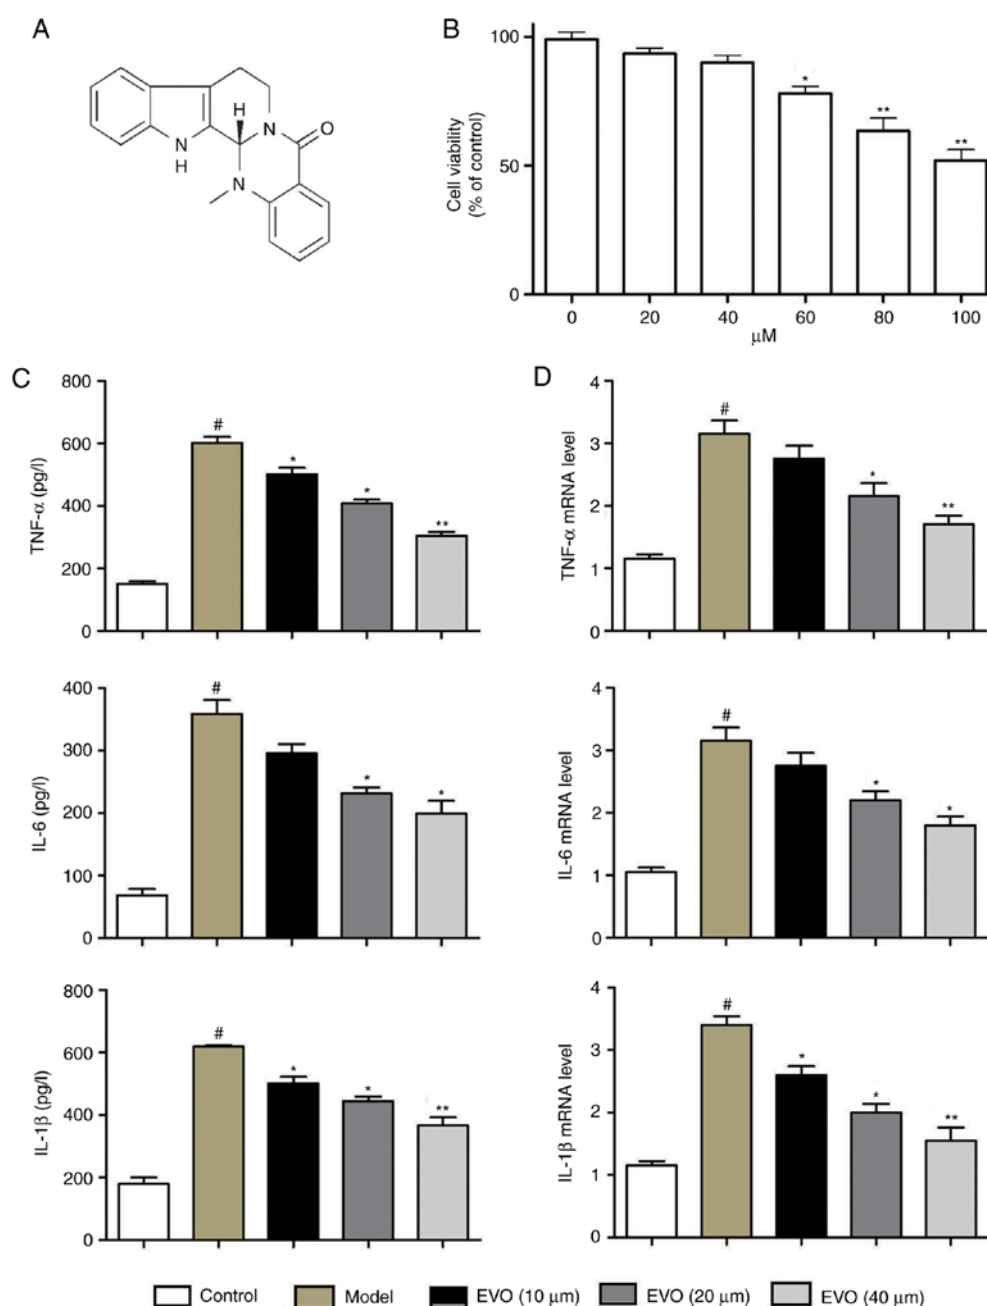 A
H
N
O
N
H
N
B
Cell viability
(% of control)
100
50
0
*
**
**
0 20 40 60 80 100
μM
C
TNF-α (pg/l)
800
600
400
200
0
#
*
*
**
D
TNF-α mRNA level
4
3
2
1
0
#
*
**
IL-6 (pg/l)
400
300
200
100
0
#
*
*
IL-6 mRNA level
4
3
2
1
0
#
*
*
IL-1β (pg/l)
800
600
400
200
0
#
*
*
**
IL-1β mRNA level
4
3
2
1
0
#
*
*
**
Control Model EVO (10 μm) EVO (20 μm) EVO (40 μm)